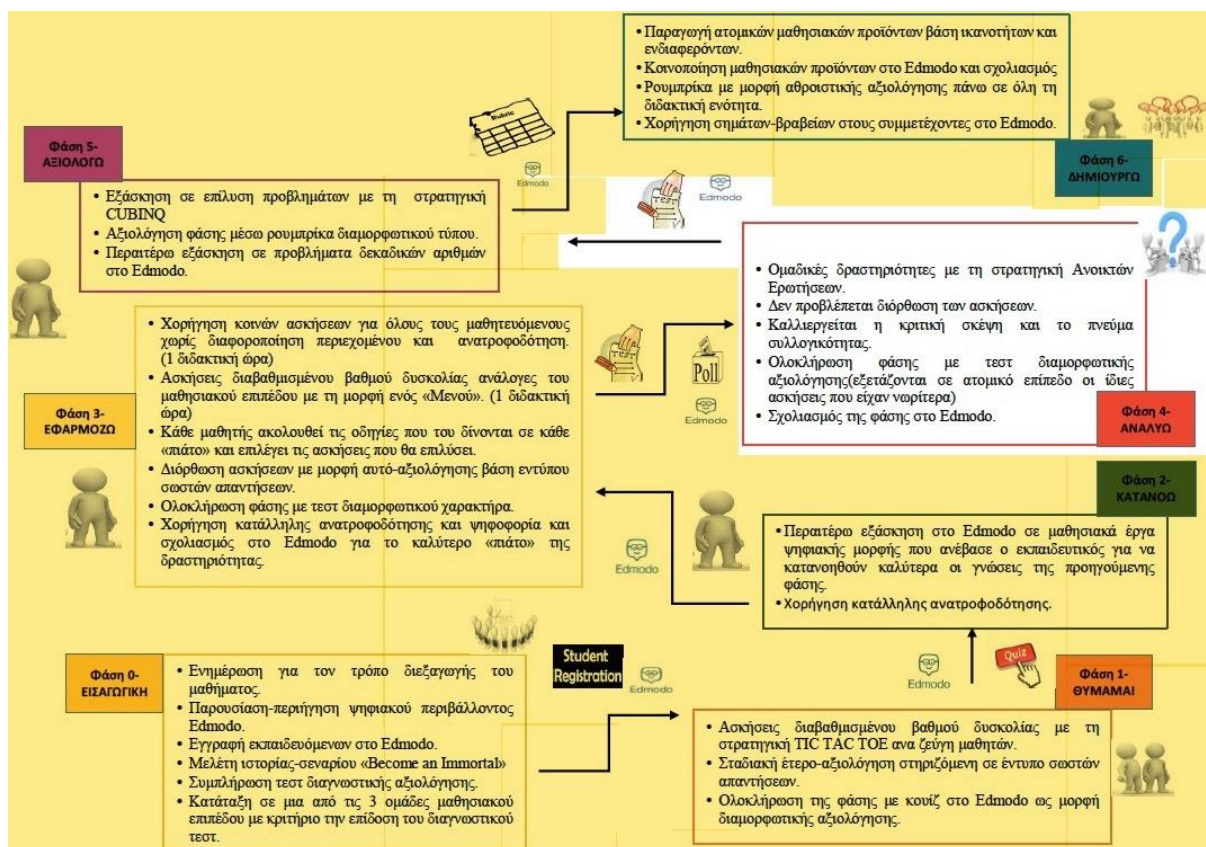 • Παραγωγή ατομικών μαθησιακών προϊόντων βάση ικανοτήτων και
ενδιαφερόντων.
• Κοινοποίηση μαθησιακών προϊόντων στο Edmodo και σχολιασμός
• Ρουμπρίκα με μορφή αθροιστικής αξιολόγησης πάνω σε όλη τη
διδακτική ενότητα.
• Χορήγηση σημάτων-βραβείων στους συμμετέχοντες στο Edmodo.
Rubric
Edmodo
Φάση 6-
ΔΗΜΙΟΥΡΓΩ
Φάση 5-
ΑΞΙΟΛΟΓΩ
• Εξάσκηση σε επίλυση προβλημάτων με τη στρατηγική
CUBINQ
• Αξιολόγηση φάσης μέσω ρουμπρίκα διαμορφωτικού τύπου.
• Περαιτέρω εξάσκηση σε προβλήματα δεκαδικών αριθμών
στο Edmodo.
TEST
Edmodo
• Ομαδικές δραστηριότητες με τη στρατηγική Ανοικτών
Ερωτήσεων.
• Δεν προβλέπεται διόρθωση των ασκήσεων.
• Καλλιεργείται η κριτική σκέψη και το πνεύμα
συλλογικότητας.
• Ολοκλήρωση φάσης με τεστ διαμορφωτικής
αξιολόγησης(εξετάζονται σε ατομικό επίπεδο οι ίδιες
ασκήσεις που είχαν νωρίτερα)
• Σχολιασμός της φάσης στο Edmodo.
Φάση 4-
ΑΝΑΛΥΩ
Φάση 3-
ΕΦΑΡΜΟΖΩ
• Χορήγηση κοινών ασκήσεων για όλους τους μαθητευόμενους
χωρίς διαφοροποίηση περιεχομένου και ανατροφοδότηση.
(1 διδακτική ώρα)
• Ασκήσεις διαβαθμισμένου βαθμού δυσκολίας ανάλογες του
μαθησιακού επιπέδου με τη μορφή ενός «Μενού». (1 διδακτική
ώρα)
• Κάθε μαθητής ακολουθεί τις οδηγίες που του δίνονται σε κάθε
«πιάτο» και επιλέγει τις ασκήσεις που θα επιλύσει.
• Διόρθωση ασκήσεων με μορφή αυτό-αξιολόγησης βάση εντύπου
σωστών απαντήσεων.
• Ολοκλήρωση φάσης με τεστ διαμορφωτικού χαρακτήρα.
• Χορήγηση κατάλληλης ανατροφοδότησης και ψηφοφορία και
σχολιασμός στο Edmodo για το καλύτερο «πιάτο» της
δραστηριότητας.
TEST
Poll
Edmodo
Φάση 2-
ΚΑΤΑΝΟΩ
• Περαιτέρω εξάσκηση στο Edmodo σε μαθησιακά έργα
ψηφιακής μορφής που ανέβασε ο εκπαιδευτικός για να
κατανοηθούν καλύτερα οι γνώσεις της προηγούμενης
φάσης.
• Χορήγηση κατάλληλης ανατροφοδότησης.
Edmodo
Φάση 0-
ΕΙΣΑΓΩΓΙΚΗ
• Ενημέρωση για τον τρόπο διεξαγωγής του
μαθήματος.
• Παρουσίαση-περιήγηση ψηφιακού περιβάλλοντος
Edmodo.
• Εγγραφή εκπαιδευόμενων στο Edmodo.
• Μελέτη ιστορίας-σεναρίου «Become an Immortal»
• Συμπλήρωση τεστ διαγνωστικής αξιολόγησης.
• Κατάταξη σε μια από τις 3 ομάδες μαθησιακού
επιπέδου με κριτήριο την επίδοση του διαγνωστικού
τεστ.
Student
Registration
Edmodo
Edmodo
Quiz
Φάση 1-
ΘΥΜΑΜΑΙ
• Ασκήσεις διαβαθμισμένου βαθμού δυσκολίας με τη
στρατηγική TIC TAC TOE ανα ζεύγη μαθητών.
• Σταδιακή έτερο-αξιολόγηση στηριζόμενη σε έντυπο σωστών
απαντήσεων.
• Ολοκλήρωση της φάσης με κουίζ στο Edmodo ως μορφή
διαμορφωτικής αξιολόγησης.